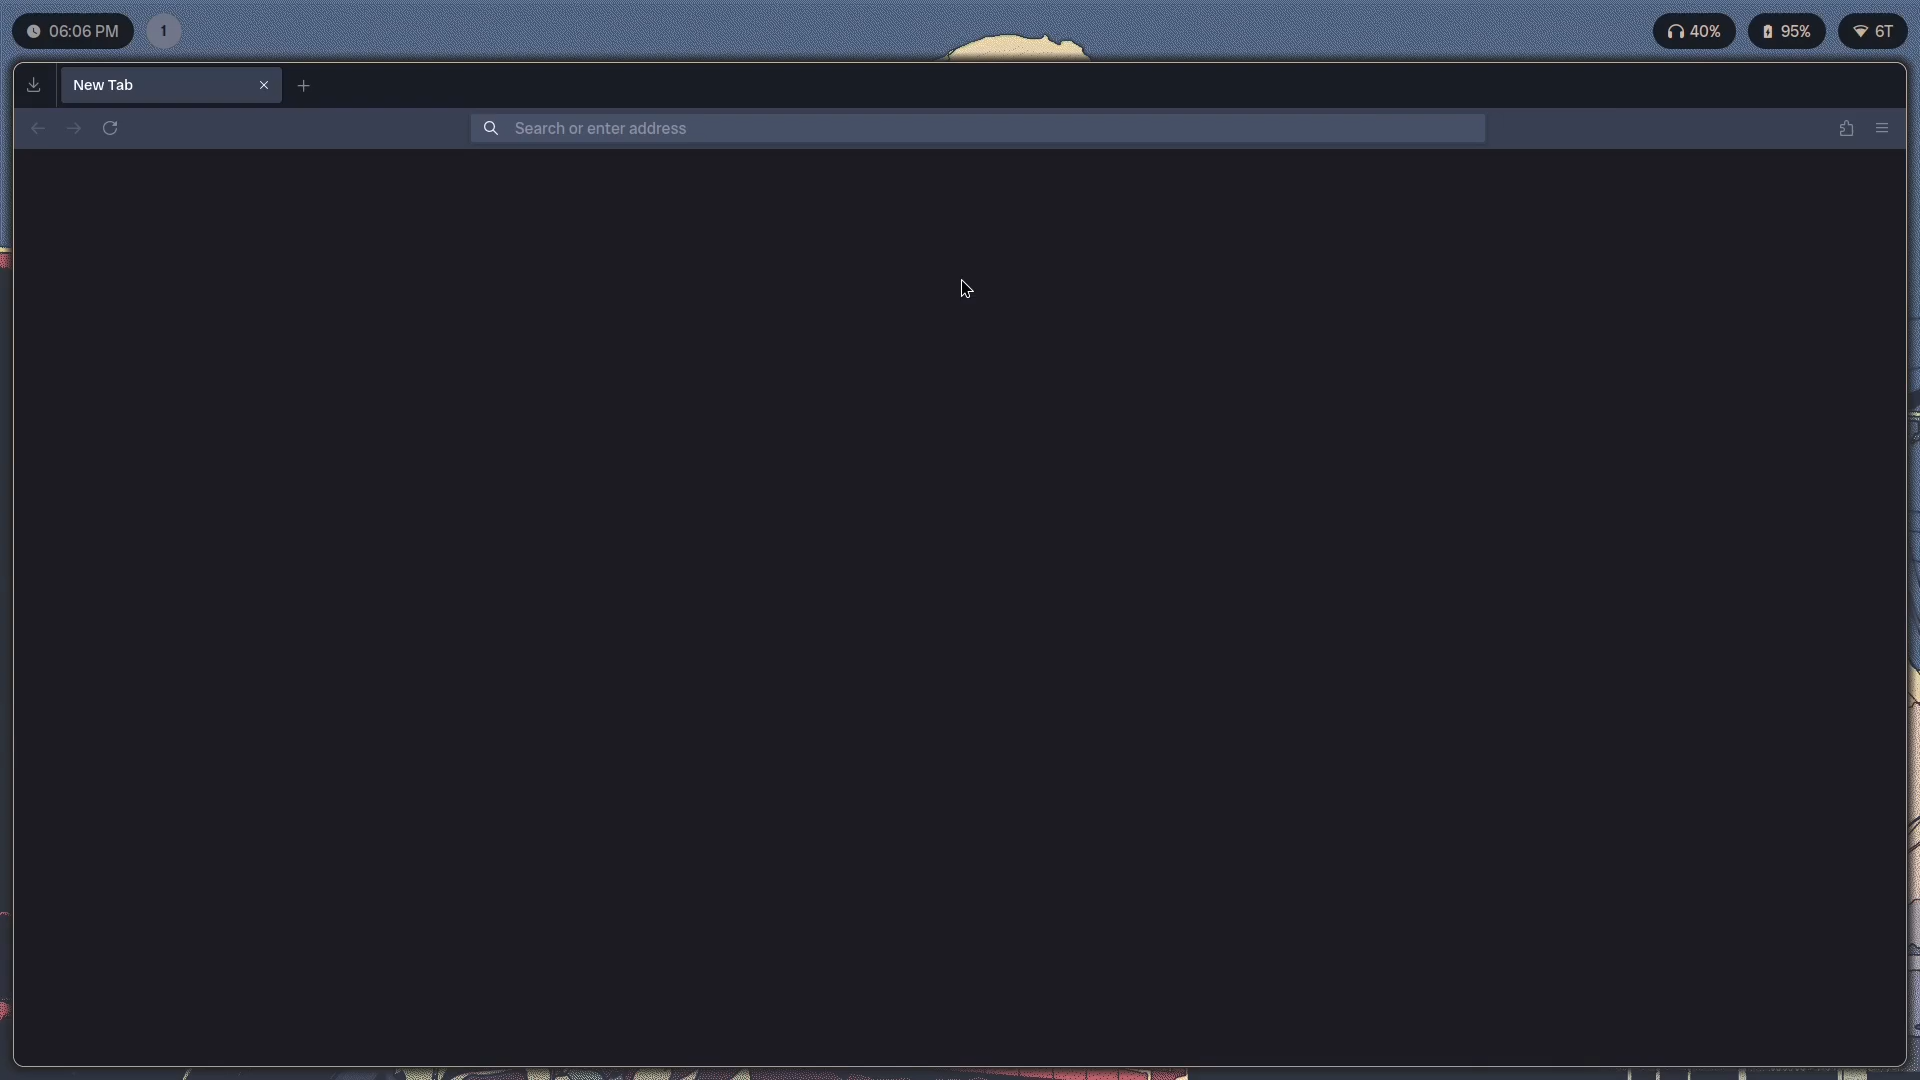 06:06 PM
1
40%
95%
6T
New Tab
Search or enter address